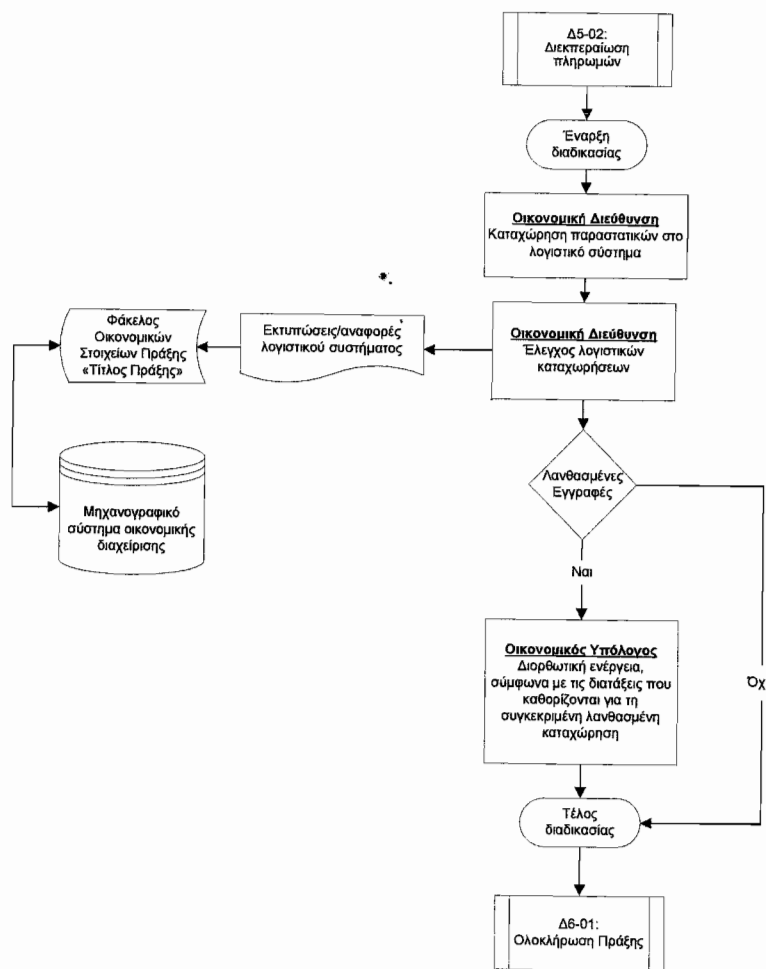 Δ5-02:
Διεκπεραίωση
πληρωμών
Έναρξη
διαδικασίας
Οικονομική Διεύθυνση
Καταχώρηση παραστατικών στο
λογιστικό σύστημα
Φάκελος
Οικονομικών
Στοιχείων Πράξης
«Τίτλος Πράξης»
Εκτυπώσεις/αναφορές
λογιστικού συστήματος
Οικονομική Διεύθυνση
Έλεγχος λογιστικών
καταχωρήσεων
Μηχανογραφικό
σύστημα οικονομικής
διαχείρισης
Λανθασμένες
Εγγραφές
Ναι
Όχ
Οικονομικός Υπόλογος
Διορθωτική ενέργεια,
σύμφωνα με τις διατάξεις που
καθορίζονται για τη
συγκεκριμένη λανθασμένη
καταχώρηση
Τέλος
διαδικασίας
Δ6-01:
Ολοκλήρωση Πράξης